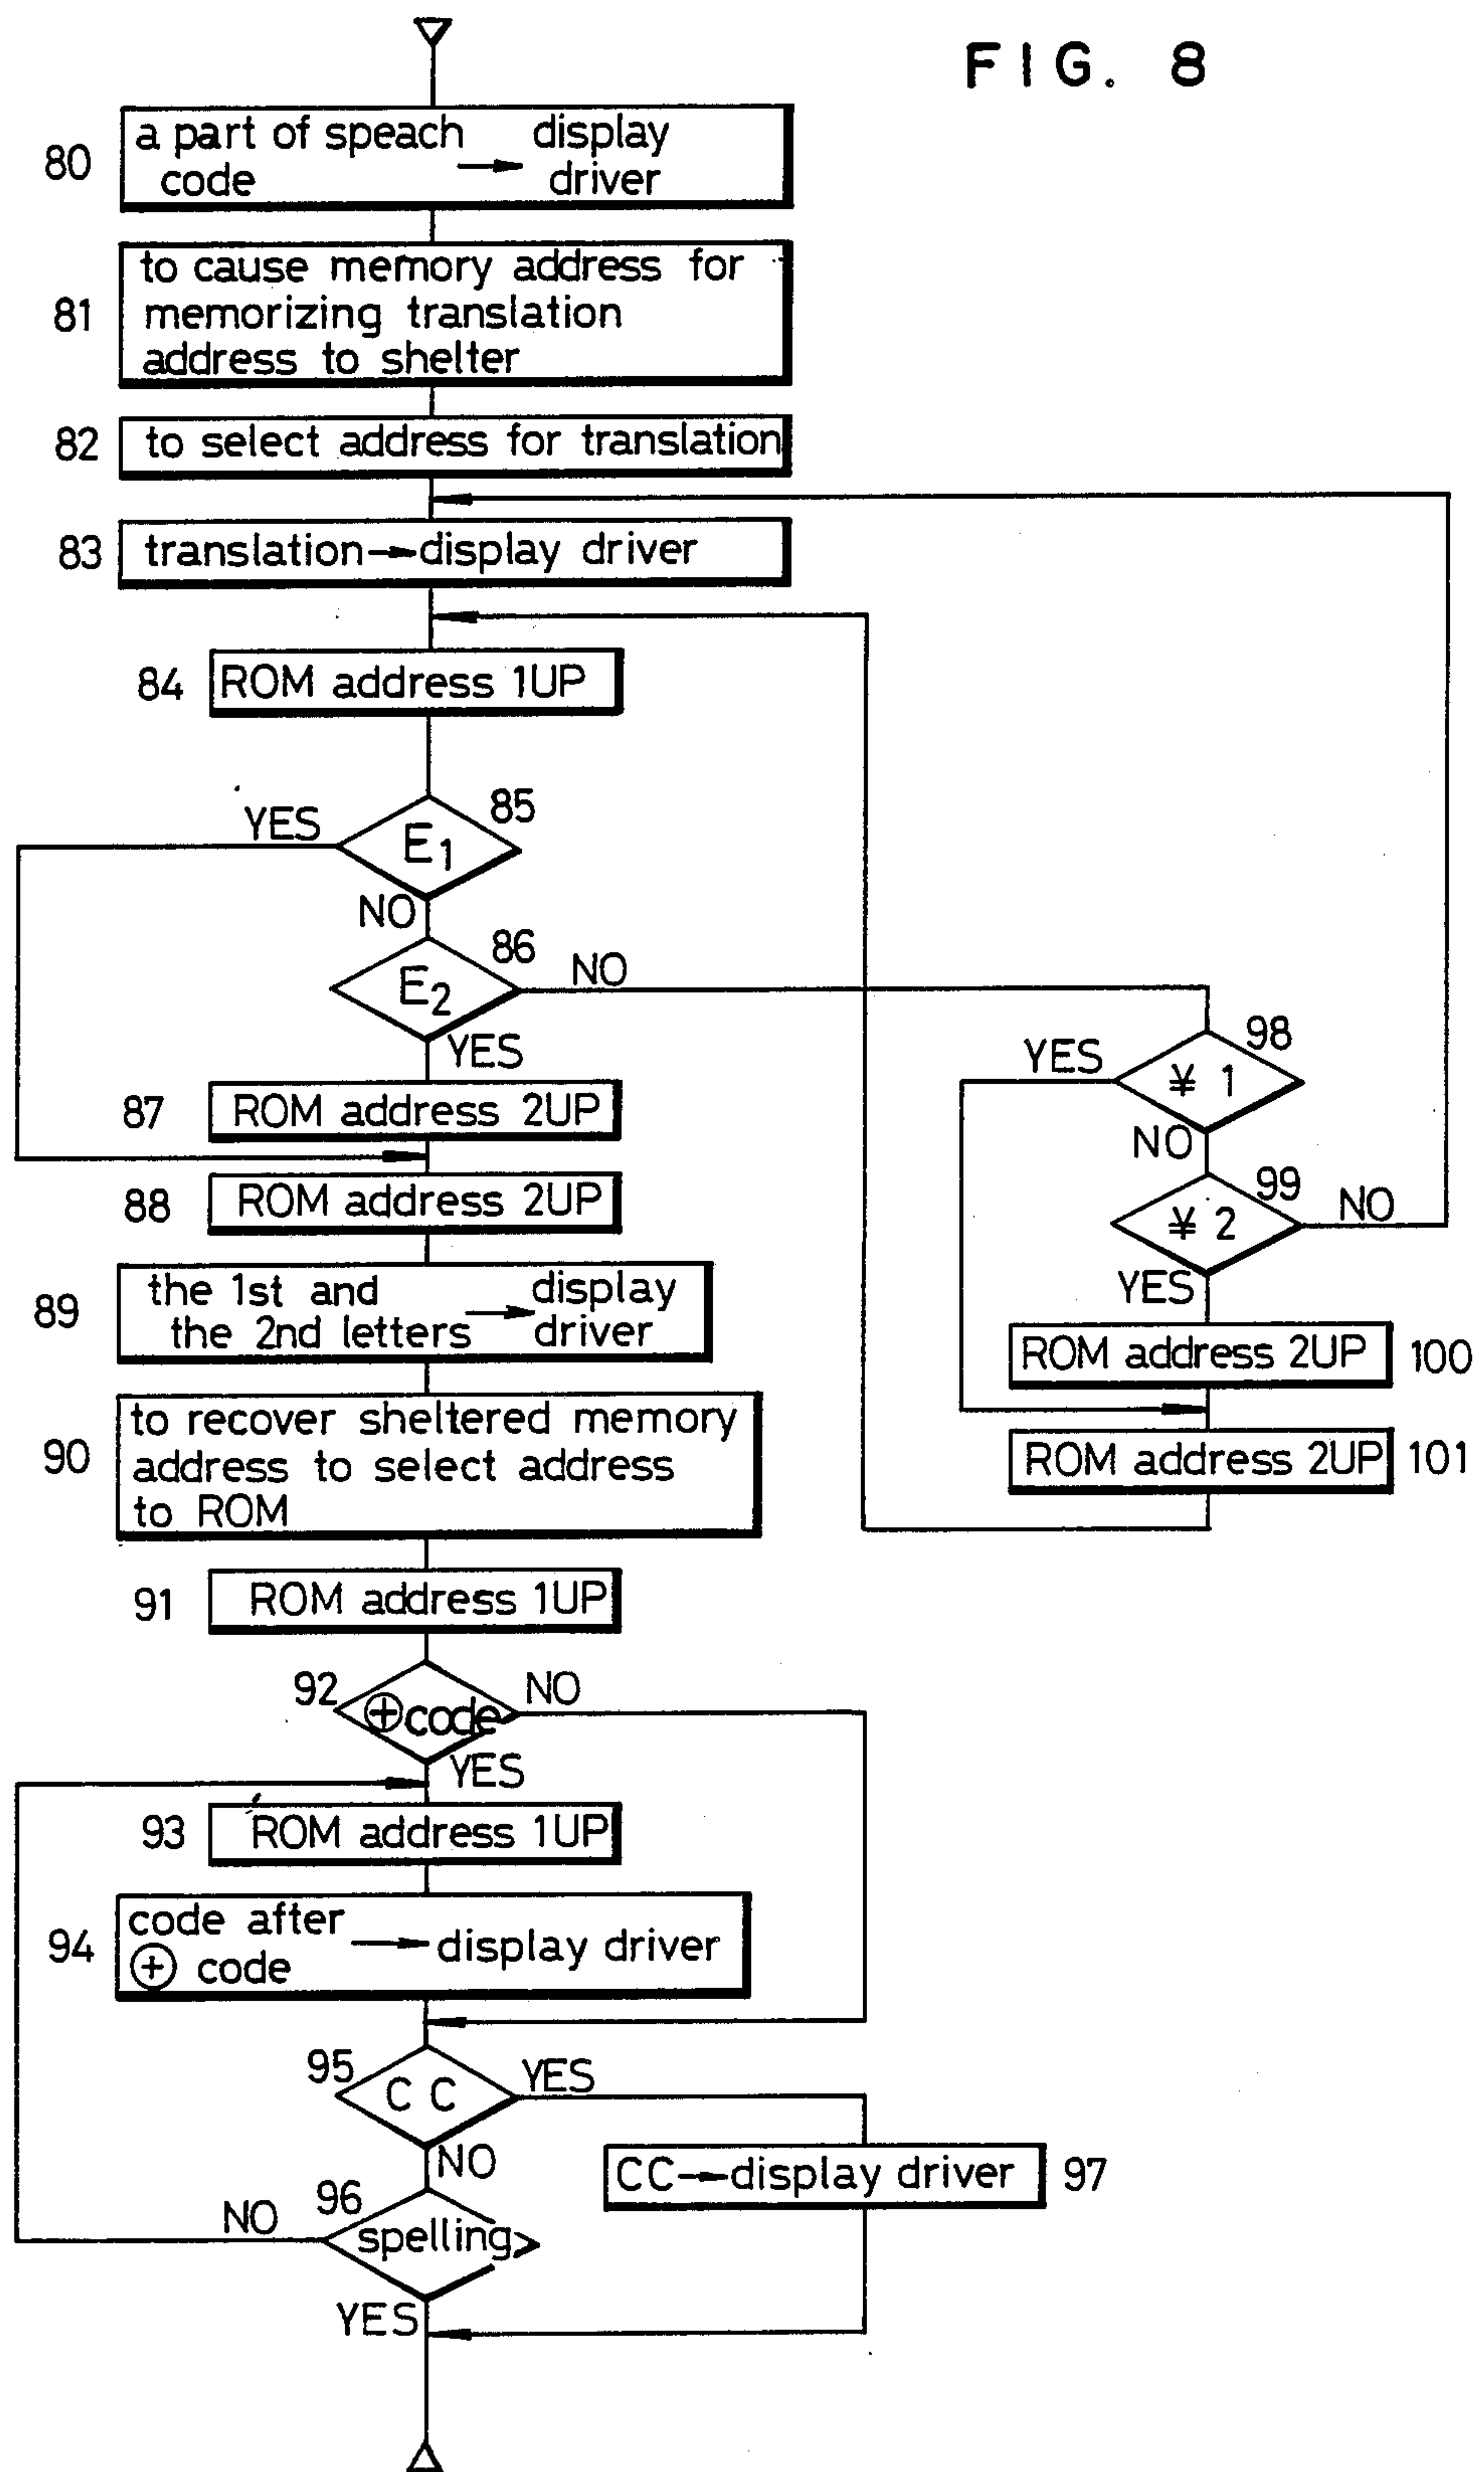 FIG. 8
80
a part of speach → display
code driver
81
to cause memory address for
memorizing translation
address to shelter
82
to select address for translation
83
translation→display driver
84
ROM address 1UP
85
YES
E1
NO
86
E2
NO
YES
87
ROM address 2UP
88
ROM address 2UP
89
the 1st and → display
the 2nd letters driver
90
to recover sheltered memory
address to select address
to ROM
91
ROM address 1UP
92
⊕code
NO
YES
93
ROM address 1UP
94
code after → display driver
⊕ code
95
CC
YES
NO
96
NO
spelling
YES
CC→display driver
97
98
YES
¥ 1
NO
99
¥ 2
NO
YES
ROM address 2UP
100
ROM address 2UP
101